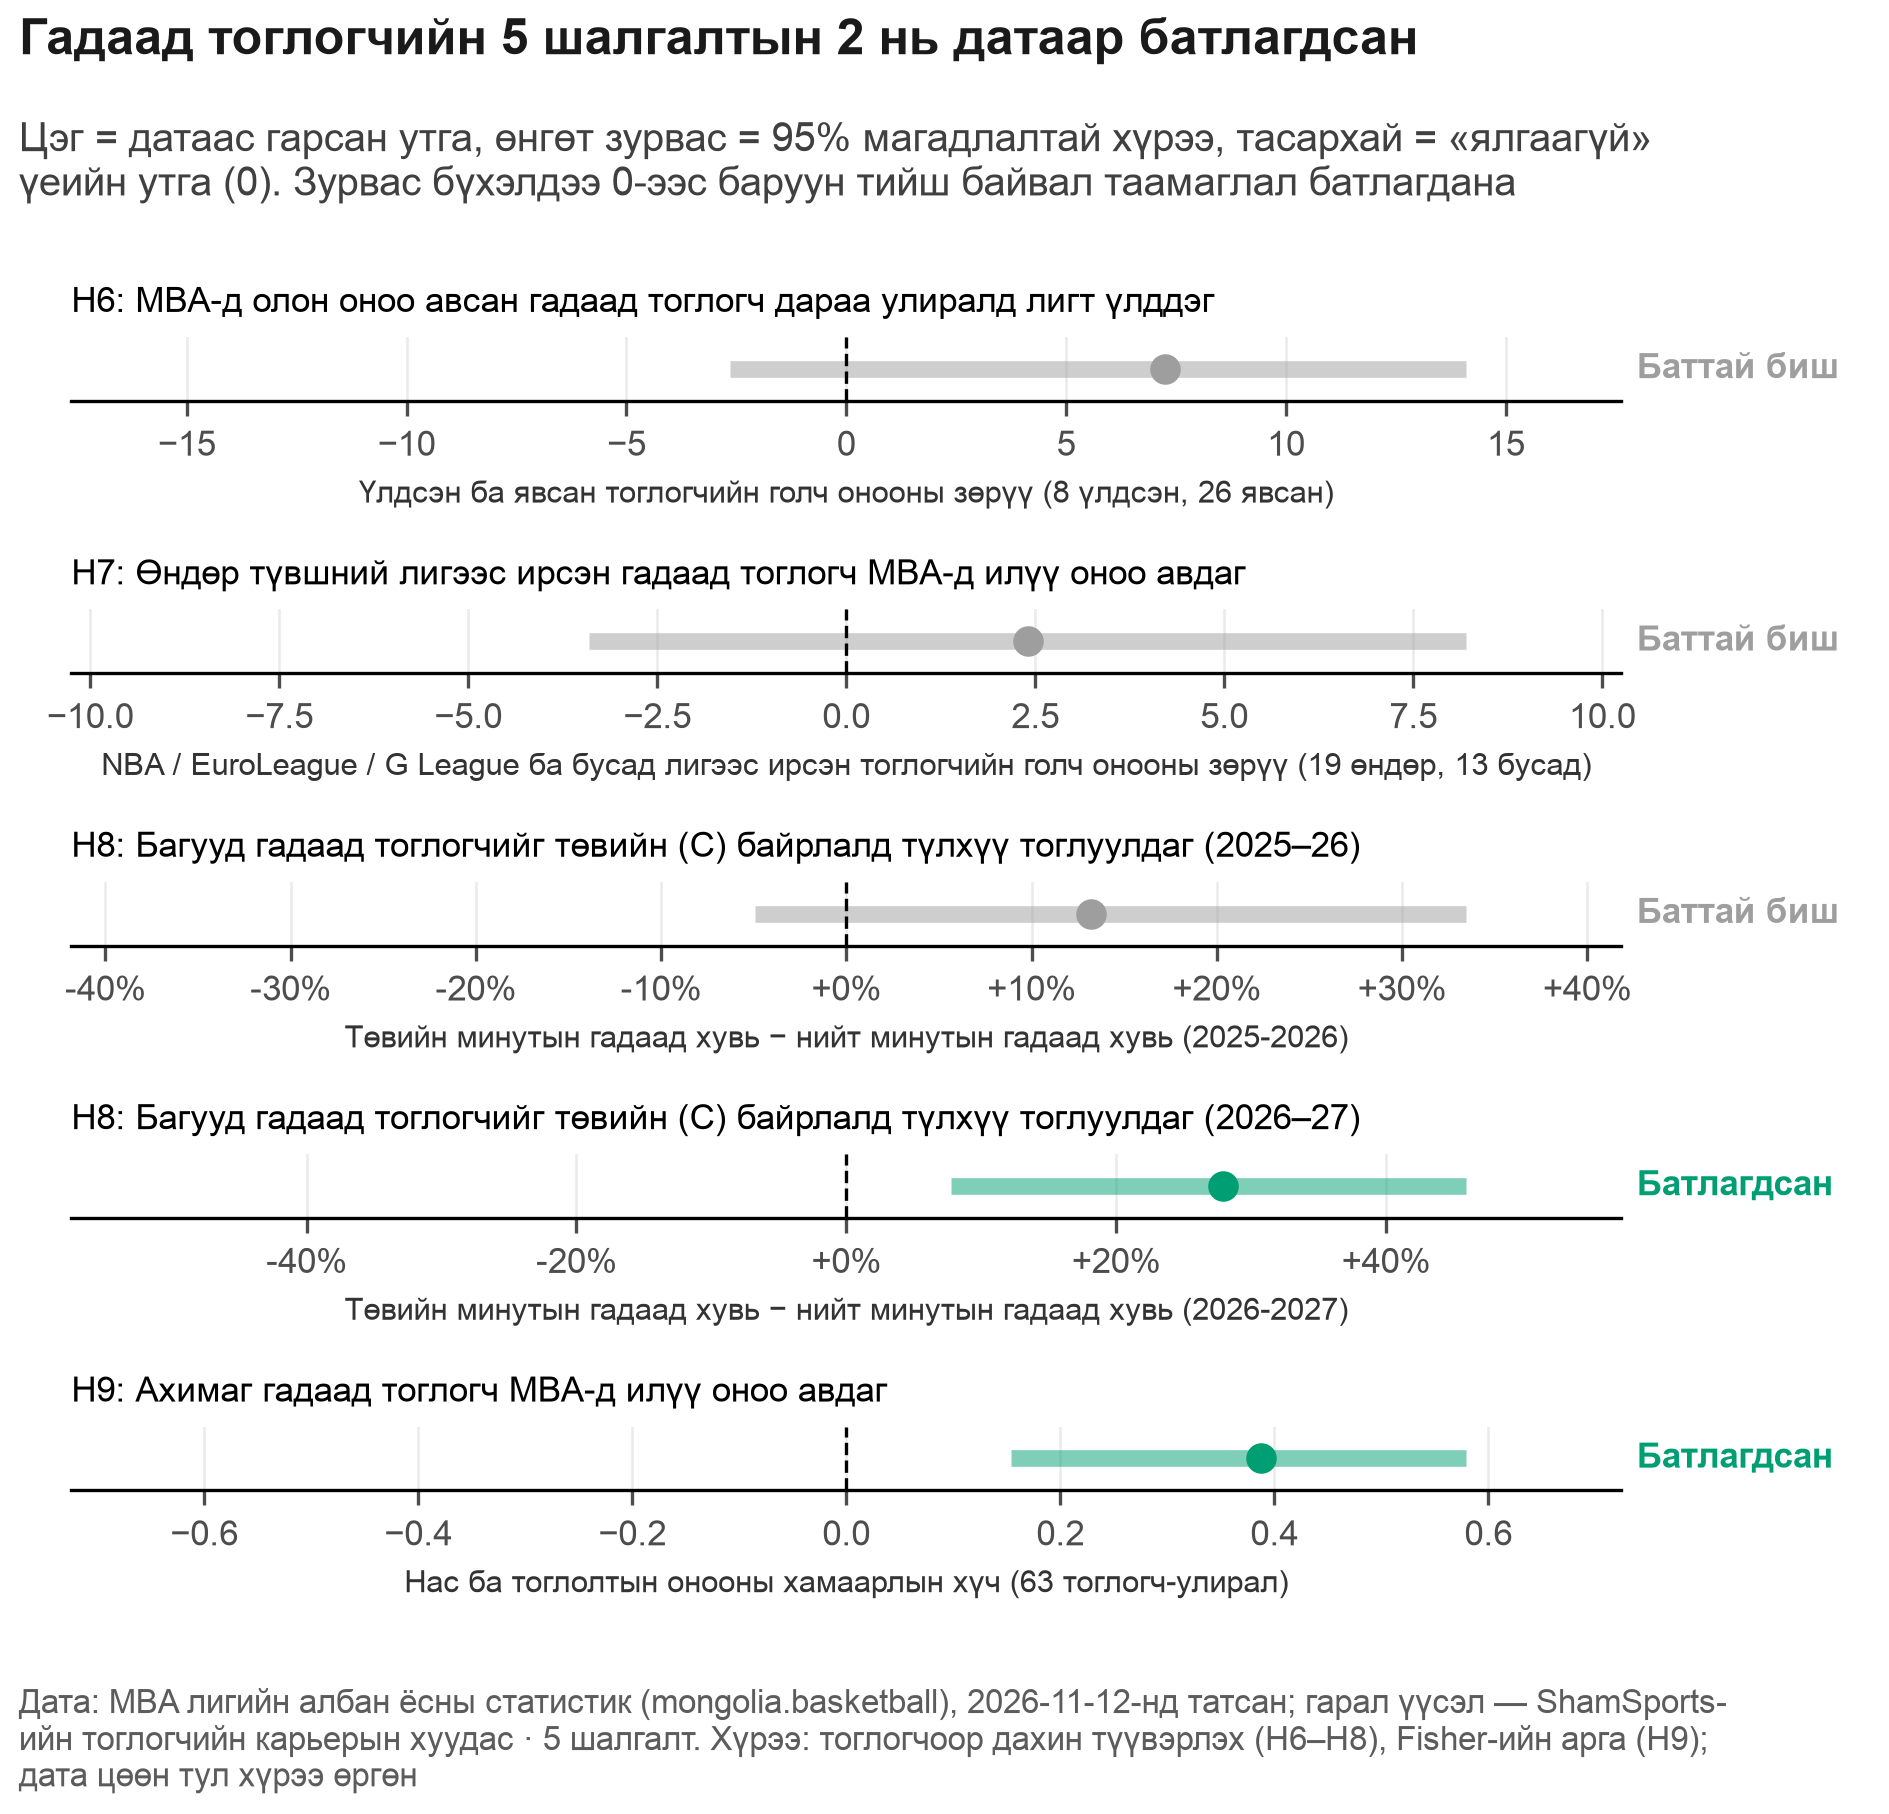 Гадаад тоглогчийн 5 шалгалтын 2 нь датаар батлагдсан
Цэг = датаас гарсан утга, өнгөт зурвас = 95% магадлалтай хүрээ, тасархай = «ялгаагүй»
үеийн утга (0). Зурвас бүхэлдээ 0-ээс баруун тийш байвал таамаглал батлагдана
H6: MBA-д олон оноо авсан гадаад тоглогч дараа улиралд лигт үлддэг
Баттай биш
−15 −10 −5 0 5 10 15
Үлдсэн ба явсан тоглогчийн голч онооны зөрүү (8 үлдсэн, 26 явсан)
H7: Өндөр түвшний лигээс ирсэн гадаад тоглогч MBA-д илүү оноо авдаг
Баттай биш
−10.0 −7.5 −5.0 −2.5 0.0 2.5 5.0 7.5 10.0
NBA / EuroLeague / G League ба бусад лигээс ирсэн тоглогчийн голч онооны зөрүү (19 өндөр, 13 бусад)
H8: Багууд гадаад тоглогчийг төвийн (C) байрлалд түлхүү тоглуулдаг (2025–26)
Баттай биш
-40% -30% -20% -10% +0% +10% +20% +30% +40%
Төвийн минутын гадаад хувь − нийт минутын гадаад хувь (2025-2026)
H8: Багууд гадаад тоглогчийг төвийн (C) байрлалд түлхүү тоглуулдаг (2026–27)
Батлагдсан
-40% -20% +0% +20% +40%
Төвийн минутын гадаад хувь − нийт минутын гадаад хувь (2026-2027)
H9: Ахимаг гадаад тоглогч MBA-д илүү оноо авдаг
Батлагдсан
−0.6 −0.4 −0.2 0.0 0.2 0.4 0.6
Нас ба тоглолтын онооны хамаарлын хүч (63 тоглогч-улирал)
Дата: MBA лигийн албан ёсны статистик (mongolia.basketball), 2026-11-12-нд татсан; гарал үүсэл — ShamSports-
ийн тоглогчийн карьерын хуудас · 5 шалгалт. Хүрээ: тоглогчоор дахин түүвэрлэх (H6–H8), Fisher-ийн арга (H9);
дата цөөн тул хүрээ өргөн